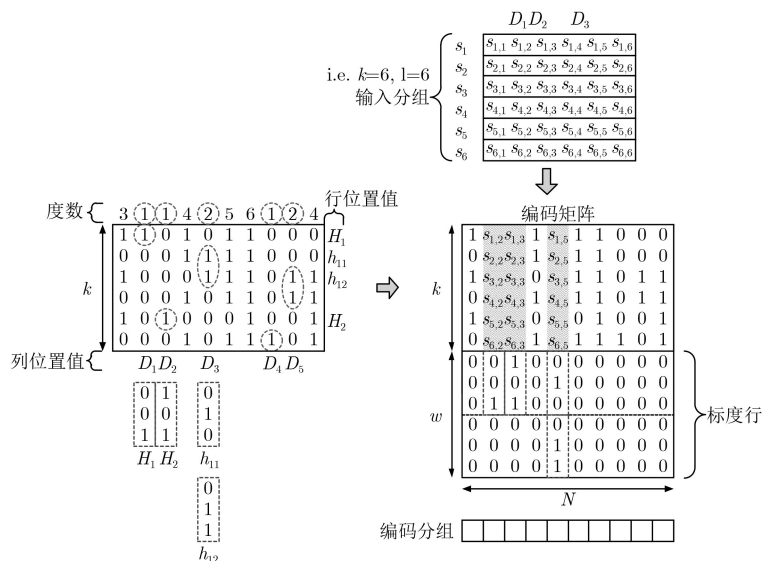 D₁D₂ D₃
i.e. k=6, l=6
输入分组
s₁ s₁,₁ s₁,₂ s₁,₃ s₁,₄ s₁,₅ s₁,₆
s₂ s₂,₁ s₂,₂ s₂,₃ s₂,₄ s₂,₅ s₂,₆
s₃ s₃,₁ s₃,₂ s₃,₃ s₃,₄ s₃,₅ s₃,₆
s₄ s₄,₁ s₄,₂ s₄,₃ s₄,₄ s₄,₅ s₄,₆
s₅ s₅,₁ s₅,₂ s₅,₃ s₅,₄ s₅,₅ s₅,₆
s₆ s₆,₁ s₆,₂ s₆,₃ s₆,₄ s₆,₅ s₆,₆
行位置值
度数 3 1 1 4 2 5 6 1 2 4
1 1 0 1 0 1 1 0 0 0 H₁
0 0 0 1 1 1 1 0 0 1 h₁₁
1 0 0 0 1 1 1 0 1 1 h₁₂
k
0 0 0 1 0 1 1 0 1 1
1 0 1 0 0 0 1 0 0 0 H₂
0 0 0 1 0 1 1 1 0 1
列位置值 D₁D₂ D₃ D₄D₅
0 1 0
0 0 1
1 1 0
H₁ H₂ h₁₁
0
1
1
h₁₂
编码矩阵
1 s₁,₂ s₁,₃ 1 s₁,₅ 1 1 0 0 0
0 s₂,₂ s₂,₃ 1 s₂,₅ 1 1 0 0 1
1 s₃,₂ s₃,₃ 0 s₃,₅ 1 1 0 1 1
k
0 s₄,₂ s₄,₃ 1 s₄,₅ 1 1 0 1 1
1 s₅,₂ s₅,₃ 0 s₅,₅ 0 1 0 0 0
0 s₆,₂ s₆,₃ 1 s₆,₅ 1 1 1 0 1
0 0 1 0 0 0 0 0 0 0
0 0 0 0 1 0 0 0 0 0
0 1 1 0 0 0 0 0 0 0
w
标度行
0 0 0 0 0 0 0 0 0 0
0 0 0 0 1 0 0 0 0 0
0 0 0 0 1 0 0 0 0 0
N
编码分组